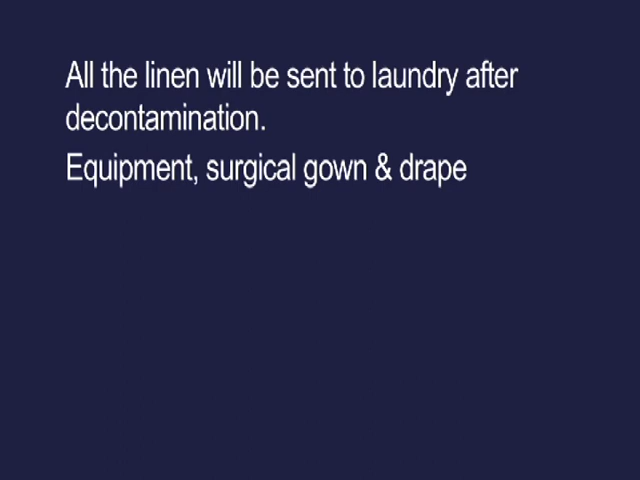 All the linen will be sent to laundry after
decontamination.
Equipment, surgical gown & drape